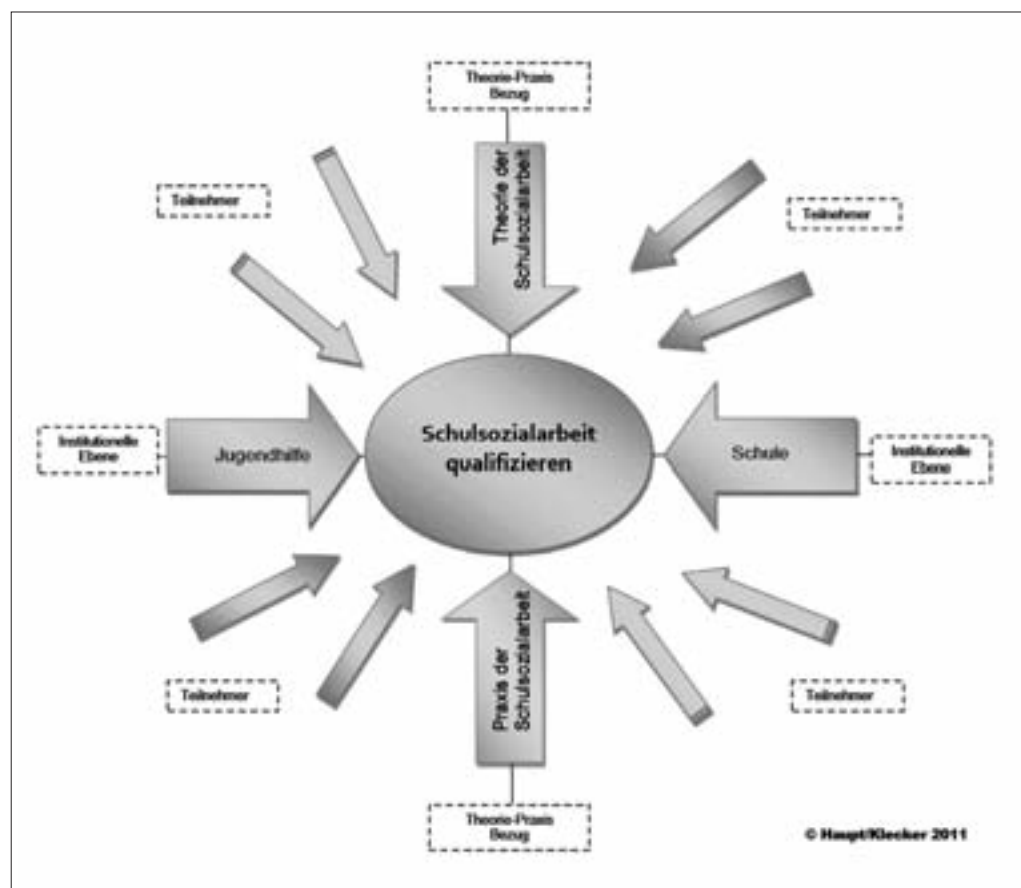 Theorie-Praxis
Bezug
Theorie der
Schulsozialarbeit
Teilnehmer
Teilnehmer
Institutionelle
Ebene
Jugendhilfe
Schulsozialarbeit
qualifizieren
Schule
Institutionelle
Ebene
Teilnehmer
Praxis der
Schulsozialarbeit
Teilnehmer
Theorie-Praxis
Bezug
© Haupt/Klecker 2011